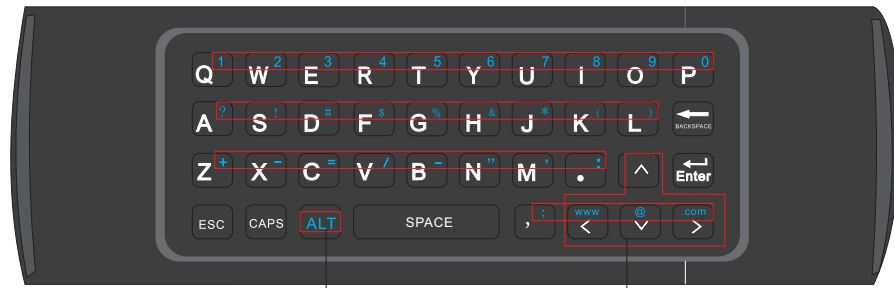 Q 1 W 2 E 3 R 4 T 5 Y 6 U 7 I 8 O 9 P 0
A ? S ! D # F $ G % H & J * K ( L ) BACKSPACE
Z + X - C = V / B - N " M ' . : ^ Enter
ESC CAPS ALT SPACE , ; www < @ v .com >